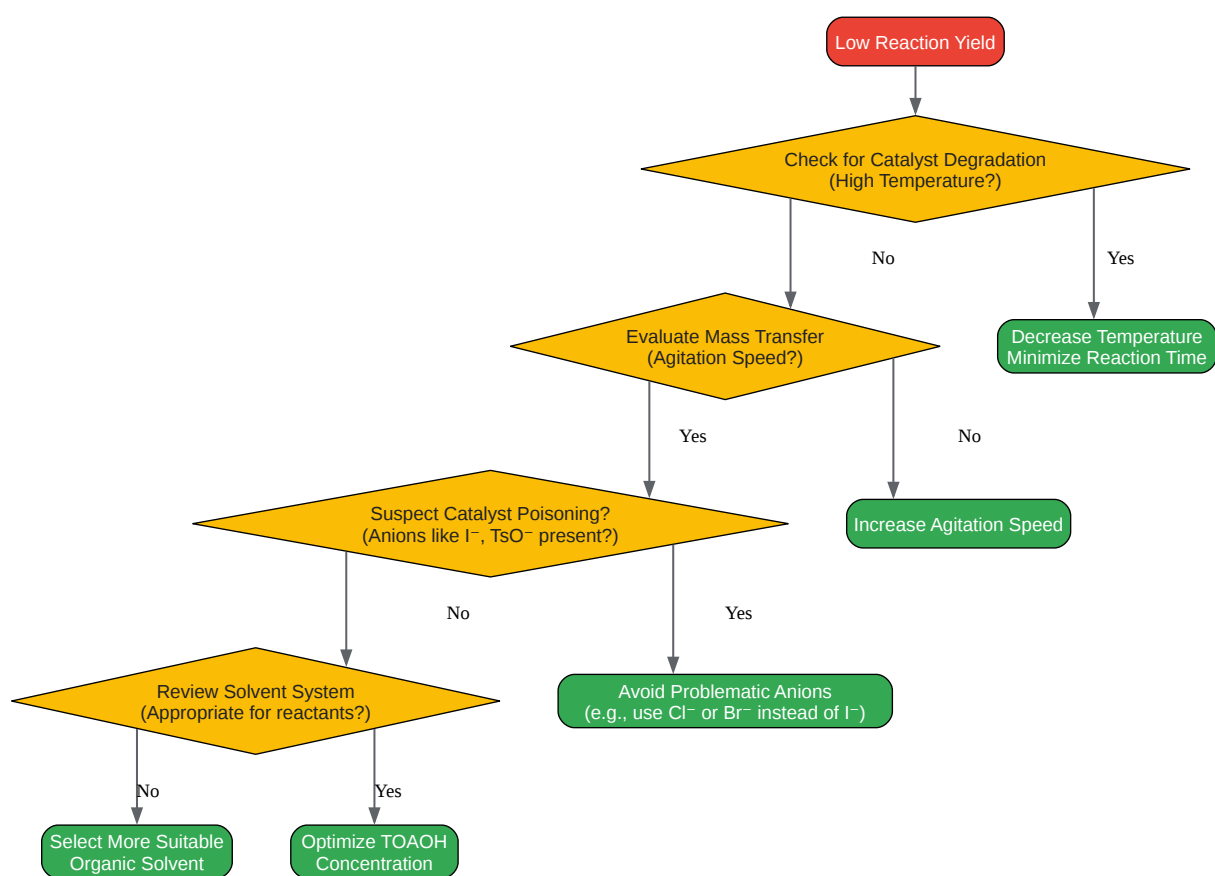 Low Reaction Yield
Check for Catalyst Degradation
(High Temperature?)
No
Yes
Evaluate Mass Transfer
(Agitation Speed?)
Decrease Temperature
Minimize Reaction Time
Yes
No
Suspect Catalyst Poisoning?
(Anions like I⁻, TsO⁻ present?)
Increase Agitation Speed
No
Yes
Review Solvent System
(Appropriate for reactants?)
Avoid Problematic Anions
(e.g., use Cl⁻ or Br⁻ instead of I⁻)
No
Yes
Select More Suitable
Organic Solvent
Optimize TOAOH
Concentration